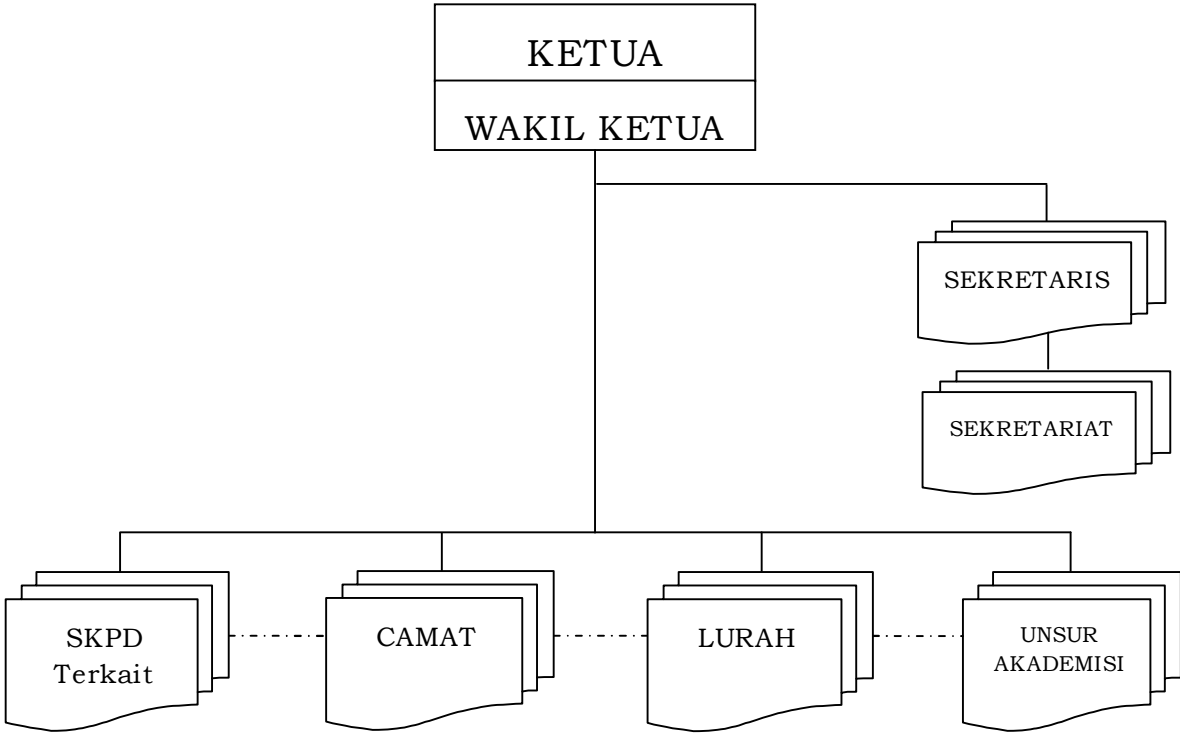 KETUA
WAKIL KETUA
SEKRETARIS
SEKRETARIAT
SKPD
Terkait
CAMAT
LURAH
UNSUR
AKADEMISI